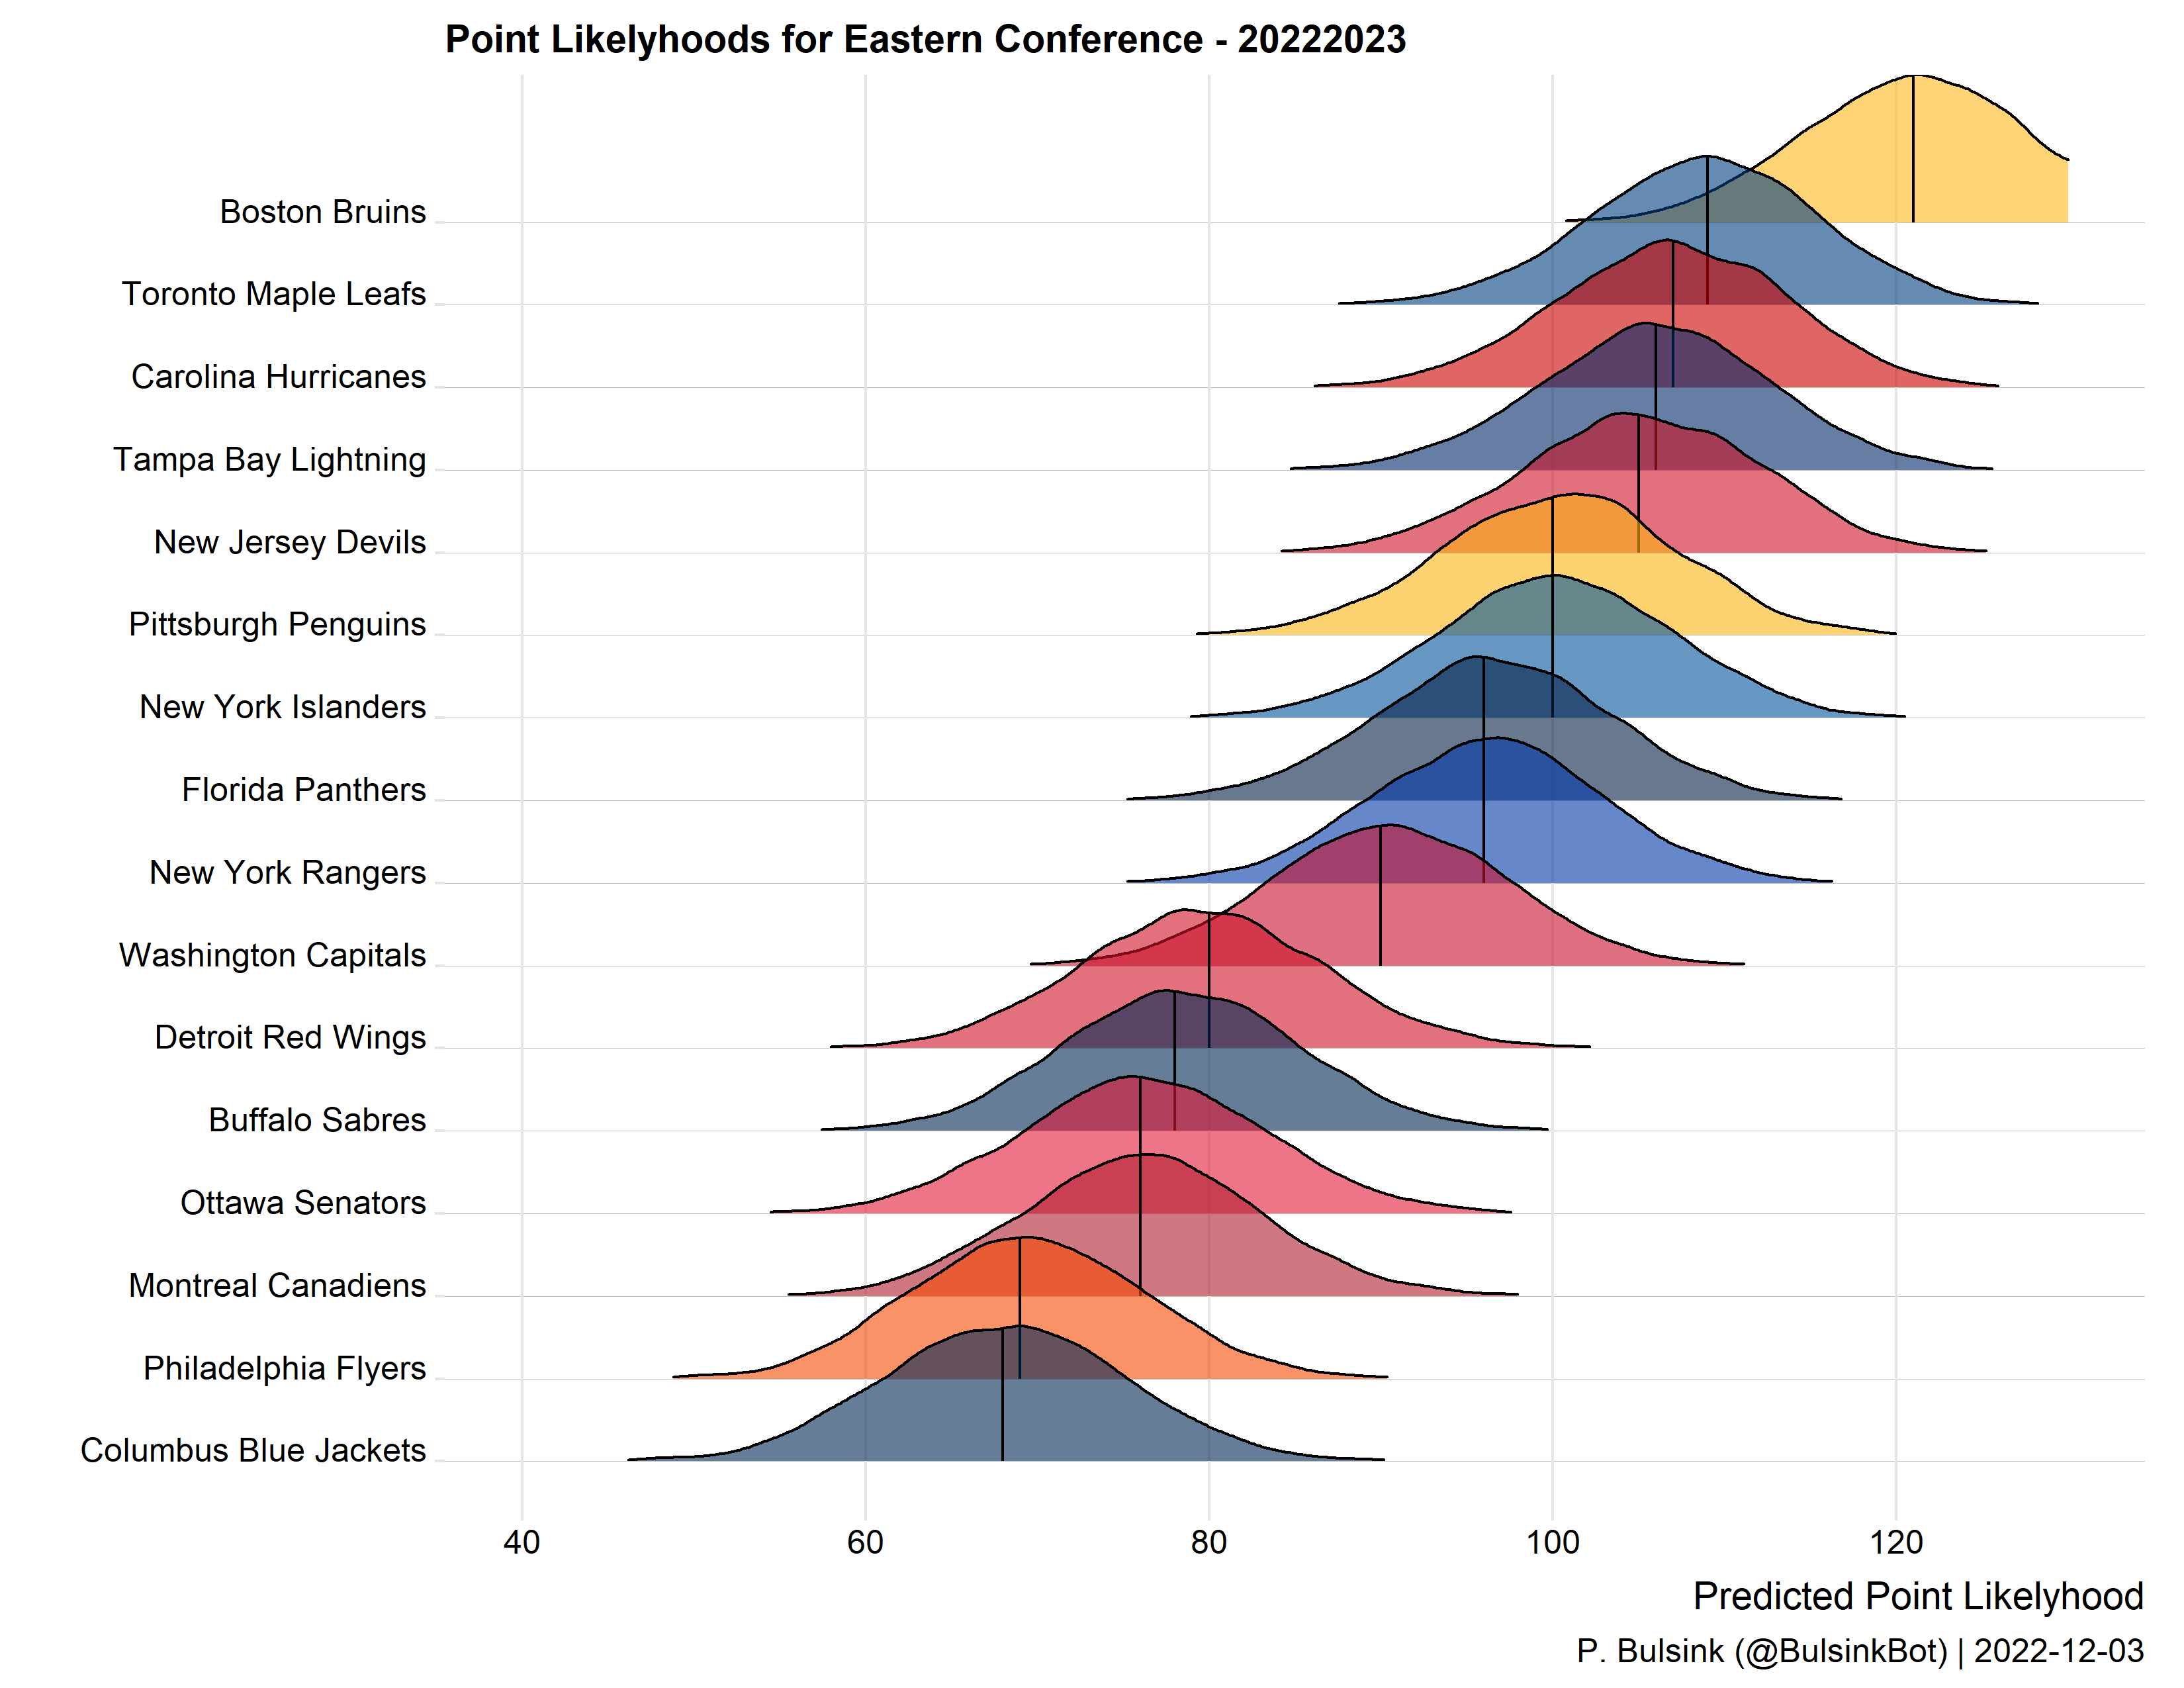 Point Likelyhoods for Eastern Conference - 20222023
Boston Bruins
Toronto Maple Leafs
Carolina Hurricanes
Tampa Bay Lightning
New Jersey Devils
Pittsburgh Penguins
New York Islanders
Florida Panthers
New York Rangers
Washington Capitals
Detroit Red Wings
Buffalo Sabres
Ottawa Senators
Montreal Canadiens
Philadelphia Flyers
Columbus Blue Jackets
40 60 80 100 120
Predicted Point Likelyhood
P. Bulsink (@BulsinkBot) | 2022-12-03